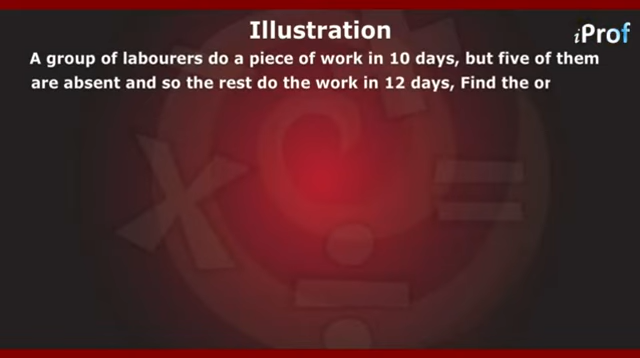 Illustration
iProf
A group of labourers do a piece of work in 10 days, but five of them
are absent and so the rest do the work in 12 days, Find the or